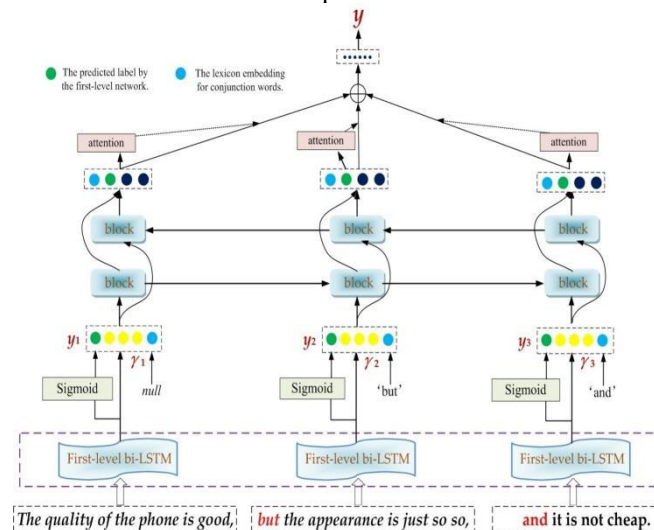 y
The predicted label by
the first-level network.
The lexicon embedding
for conjunction words.
attention
attention
attention
block
block
block
block
block
block
y1
γ1
y2
γ2
y3
γ3
Sigmoid
null
Sigmoid
'but'
Sigmoid
'and'
First-level bi-LSTM
First-level bi-LSTM
First-level bi-LSTM
The quality of the phone is good,
but the appearance is just so so,
and it is not cheap.